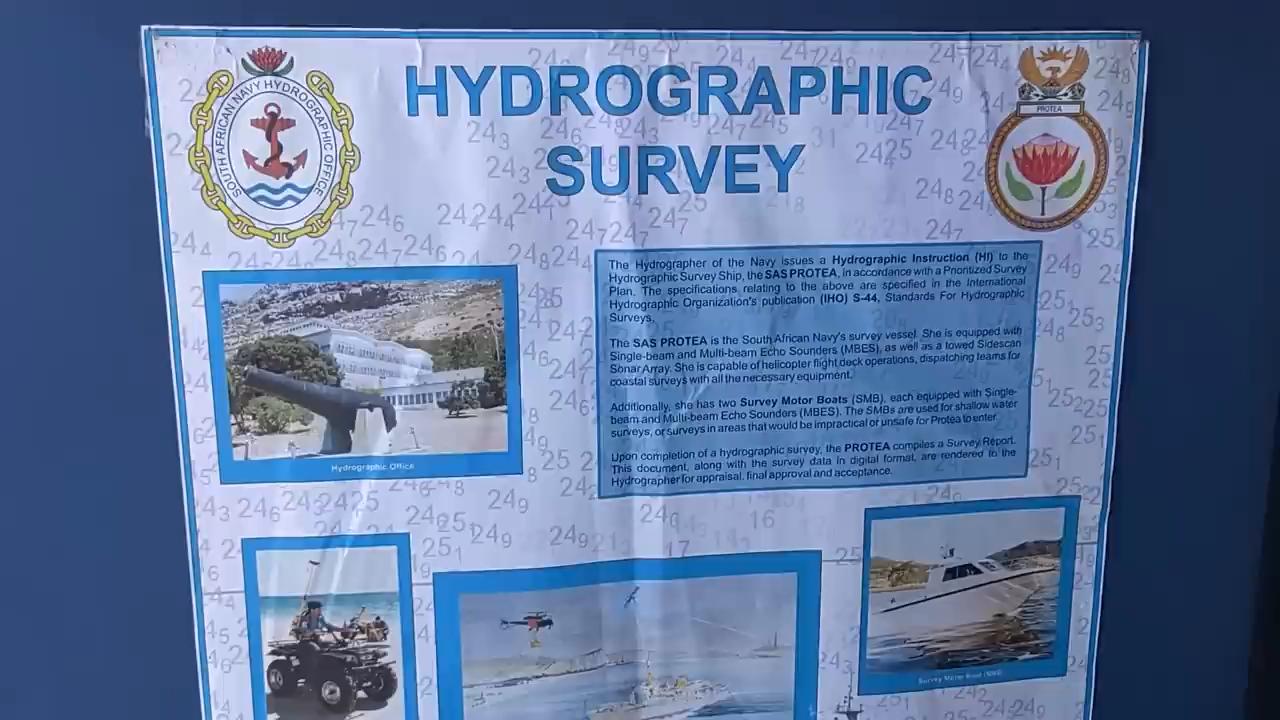 HYDROGRAPHIC
SURVEY
SOUTH AFRICAN NAVY HYDROGRAPHIC OFFICE
PROTEA
The Hydrographer of the Navy issues a Hydrographic Instruction (HI) to the
Hydrographic Survey Ship, the SAS PROTEA, in accordance with a Prioritized Survey
Plan. The specifications relating to the above are specified in the International
Hydrographic Organization's publication (IHO) S-44, Standards For Hydrographic
Surveys.
The SAS PROTEA is the South African Navy's survey vessel. She is equipped with
Single-beam and Multi-beam Echo Sounders (MBES), as well as a towed Sidescan
Sonar Array. She is capable of helicopter flight deck operations, dispatching teams for
coastal surveys with all the necessary equipment.
Additionally, she has two Survey Motor Boats (SMB), each equipped with Single-
beam and Multi-beam Echo Sounders (MBES). The SMBs are used for shallow water
surveys, or surveys in areas that would be impractical or unsafe for Protea to enter.
Upon completion of a hydrographic survey, the PROTEA compiles a Survey Report.
This document, along with the survey data in digital format, are rendered to the
Hydrographer for appraisal, final approval and acceptance.
Hydrographic Office
Survey Motor Boat (SMB)